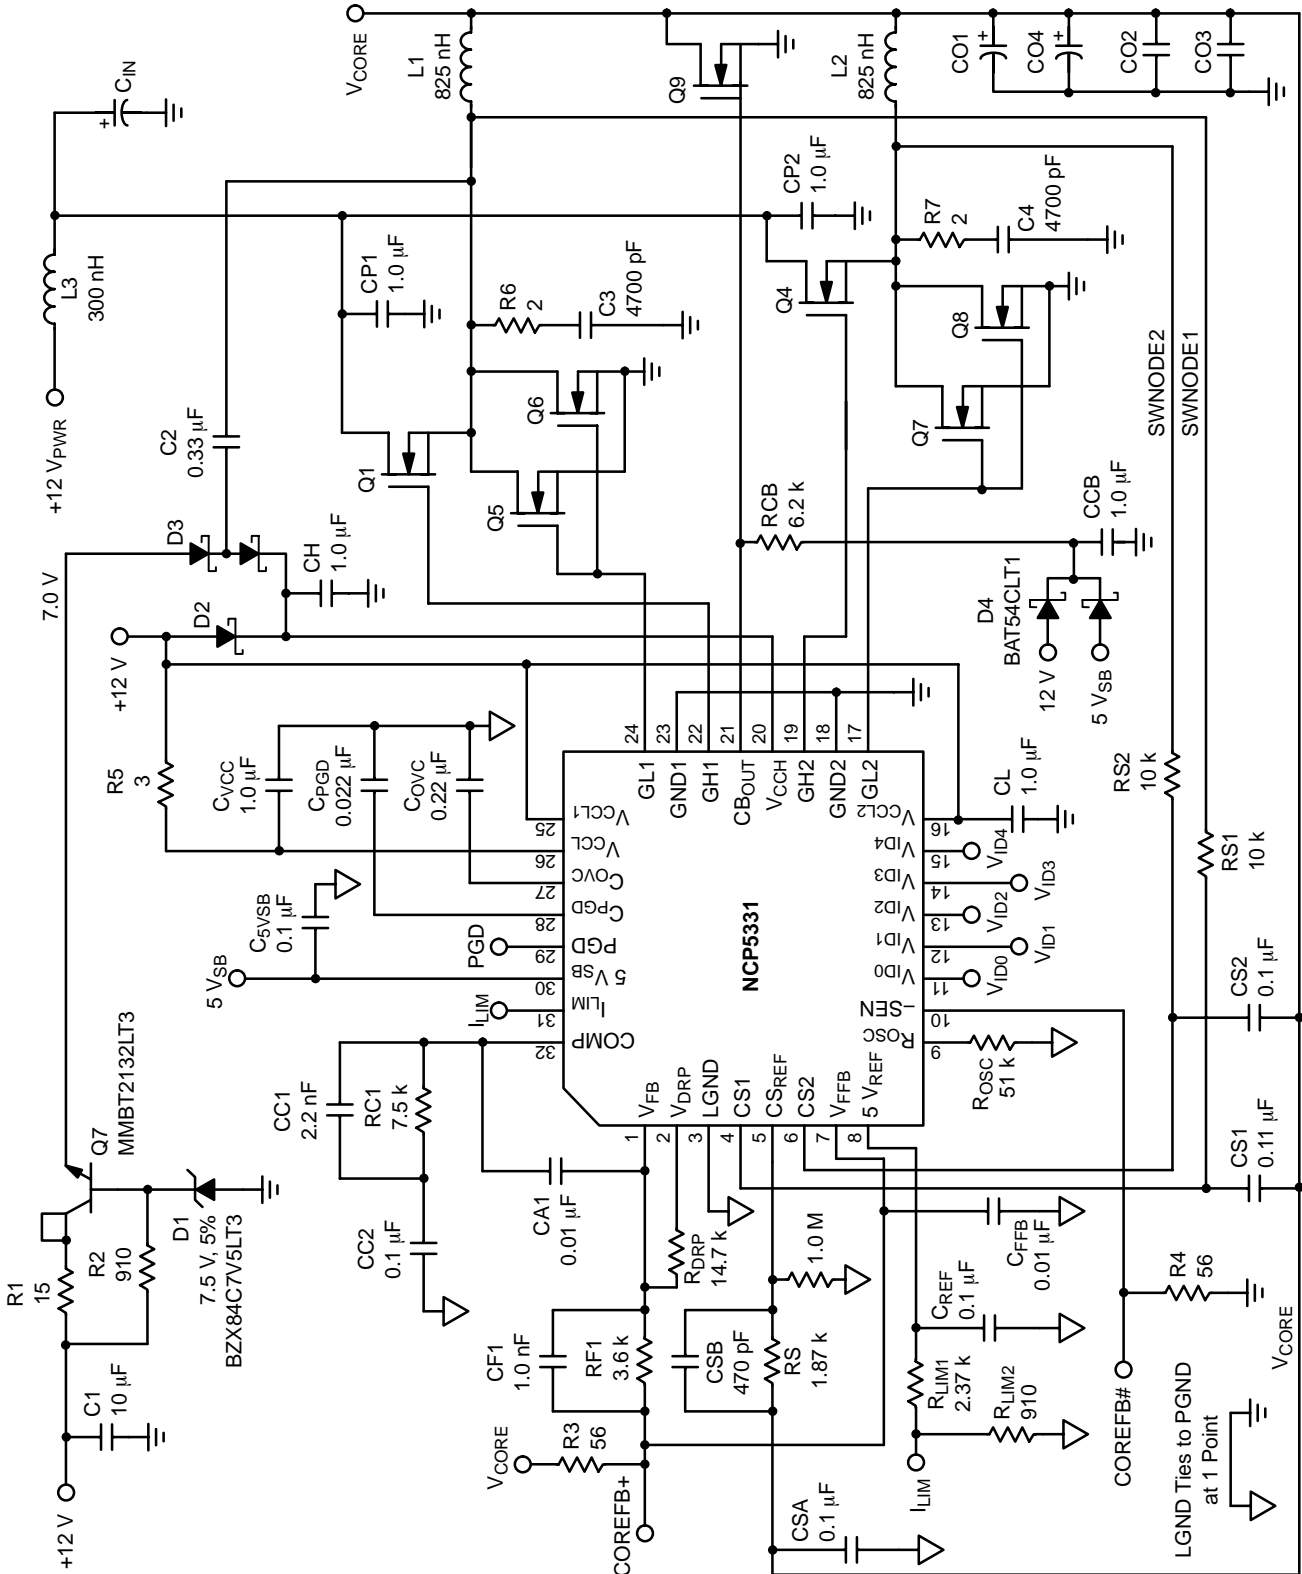 +12 V
C1
10 μF
R1
15
R2
910
D1
7.5 V, 5%
BZX84C7V5LT3
Q7
MMBT2132LT3
7.0 V
D3
C2
0.33 μF
+12 V
D2
CH
1.0 μF
+12 VPWR
L3
300 nH
CIN
CP1
1.0 μF
Q1
Q5
Q6
R6
2
C3
4700 pF
VCORE
L1
825 nH
Q9
L2
825 nH
CO1
CO4
CO2
CO3
CP2
1.0 μF
Q4
R7
2
C4
4700 pF
Q7
Q8
RCB
6.2 k
CCB
1.0 μF
D4
BAT54CLT1
12 V
5 VSB
SWNODE2
SWNODE1
RS2
10 k
RS1
10 k
CS2
0.1 μF
CS1
0.11 μF
R5
3
CVCC
1.0 μF
CPGD
0.022 μF
COVC
0.22 μF
C5VSB
0.1 μF
5 VSB
PGD
ILIM
CC1
2.2 nF
RC1
7.5 k
CC2
0.1 μF
CA1
0.01 μF
NCP5331
24
23
22
21
20
19
18
17
GL1
GND1
GH1
CBOUT
VCCH
GH2
GND2
GL2
25
26
27
28
29
30
31
32
VCCL1
VCCL
COVC
CPGD
PGD
5 VSB
ILIM
COMP
1
2
3
4
5
6
7
8
VFB
VDRP
LGND
CS1
CSREF
CS2
VFFB
5 VREF
16
15
14
13
12
11
10
9
VCCL2
VID4
VID3
VID2
VID1
VID0
–SEN
ROSC
CL
1.0 μF
VID4
VID3
VID2
VID1
VID0
ROSC
51 k
RDRP
14.7 k
1.0 M
CF1
1.0 nF
RF1
3.6 k
CSB
470 pF
RS
1.87 k
VCORE
R3
56
COREFB+
CSA
0.1 μF
CFFB
0.01 μF
CREF
0.1 μF
RLIM1
2.37 k
RLIM2
910
ILIM
R4
56
COREFB#
LGND Ties to PGND
at 1 Point
VCORE